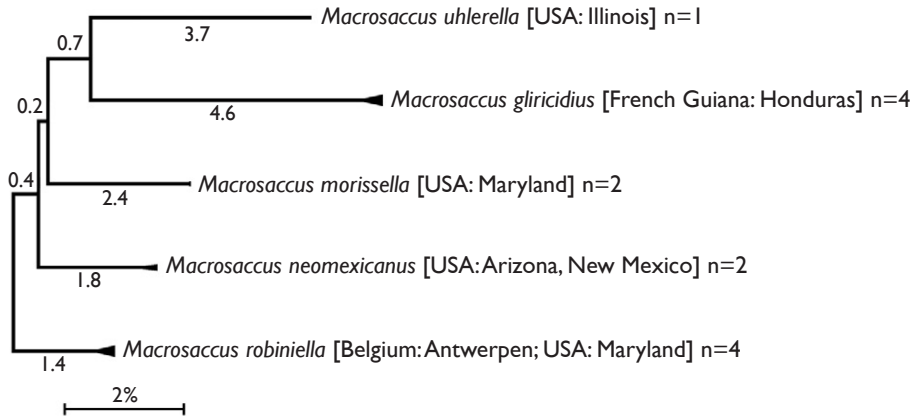 Macrosaccus uhlerella [USA: Illinois] n=1
3.7
0.7
Macrosaccus gliricidius [French Guiana: Honduras] n=4
4.6
0.2
Macrosaccus morissella [USA: Maryland] n=2
2.4
0.4
Macrosaccus neomexicanus [USA: Arizona, New Mexico] n=2
1.8
Macrosaccus robiniella [Belgium: Antwerpen; USA: Maryland] n=4
1.4
2%